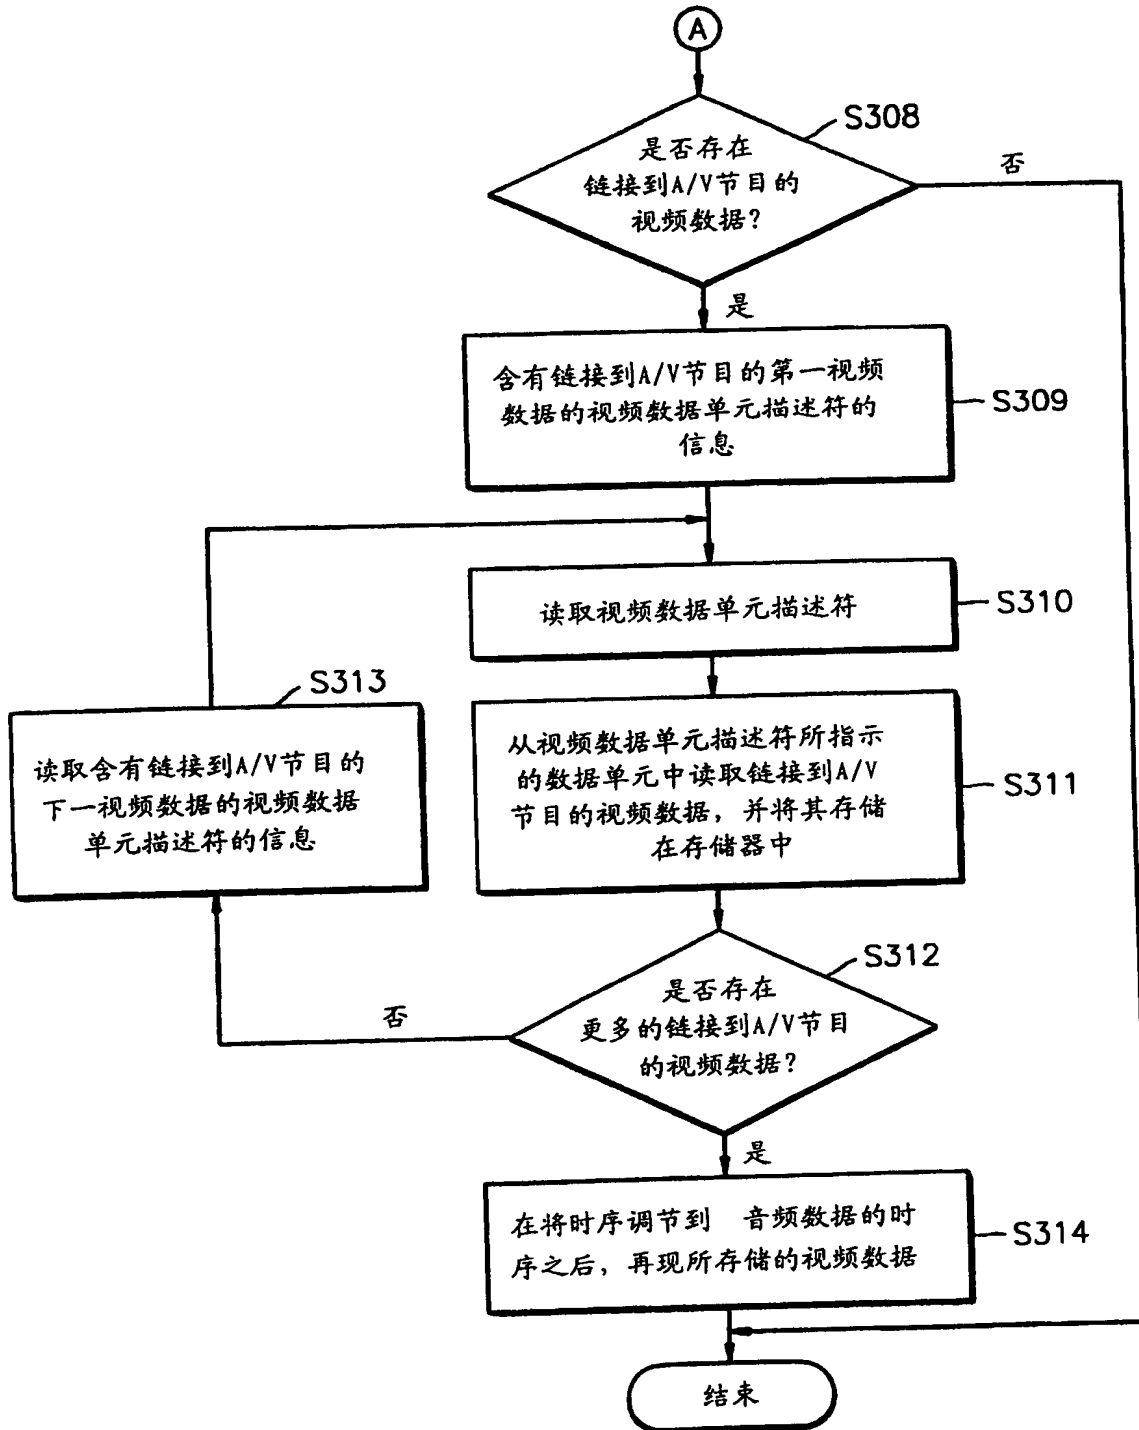 A
S308
是否存在
链接到A/V节目的
视频数据?
否
是
含有链接到A/V节目的第一视频
数据的视频数据单元描述符的
信息
S309
读取视频数据单元描述符
S310
S313
读取含有链接到A/V节目的
下一视频数据的视频数据
单元描述符的信息
从视频数据单元描述符所指示
的数据单元中读取链接到A/V
节目的视频数据，并将其存储
在存储器中
S311
S312
是否存在
更多的链接到A/V节目
的视频数据?
否
是
在将时序调节到 音频数据的时
序之后，再现所存储的视频数据
S314
结束